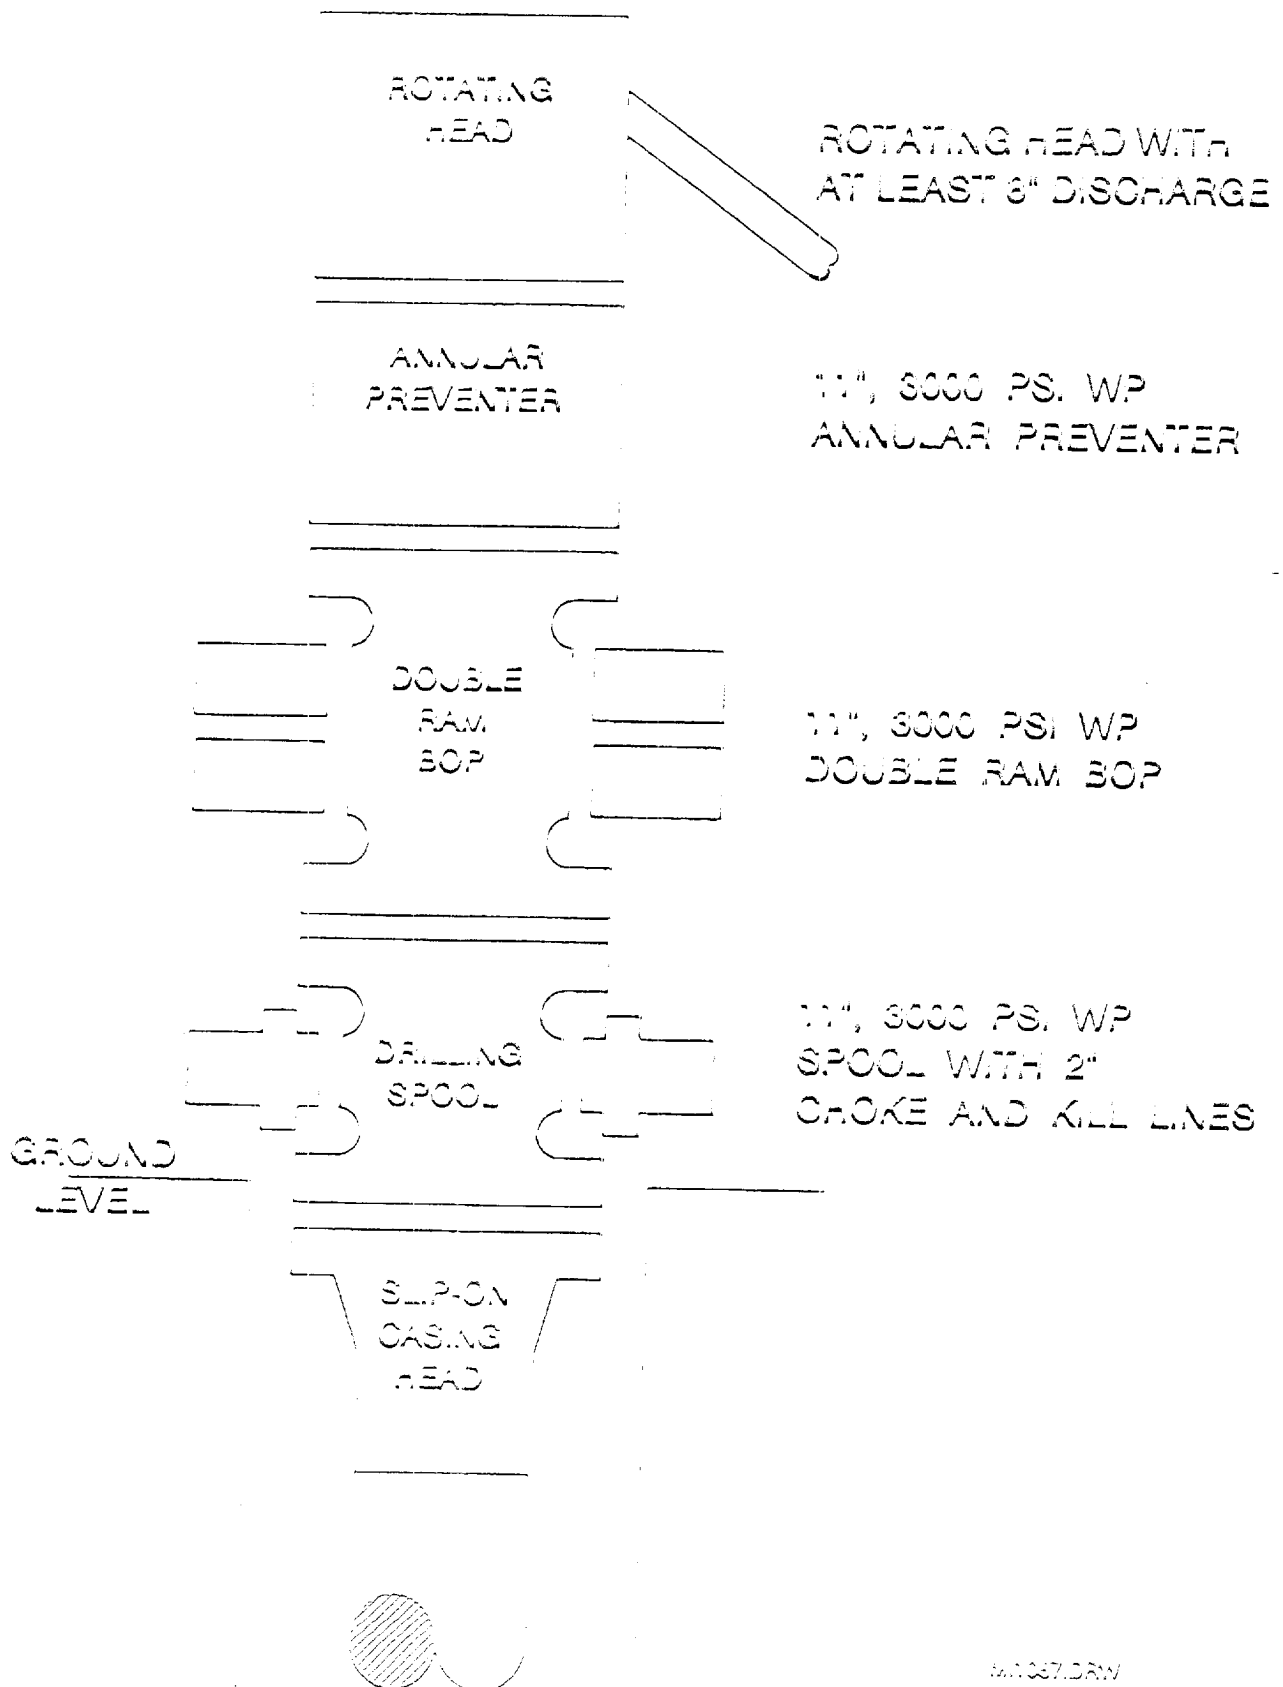 ROTATING
HEAD
ROTATING HEAD WITH
AT LEAST DISCHARGE
ANNULAR
PREVENTER
11", 3000 PSI WP
ANNULAR PREVENTER
DOUBLE
RAM
BOP
11", 3000 PSI WP
DOUBLE RAM BOP
DRILLING
SPOOL
11", 3000 PSI WP
SPOOL WITH 2"
CHOKE AND KILL LINES
GROUND
LEVEL
SLIP-ON
CASING
HEAD